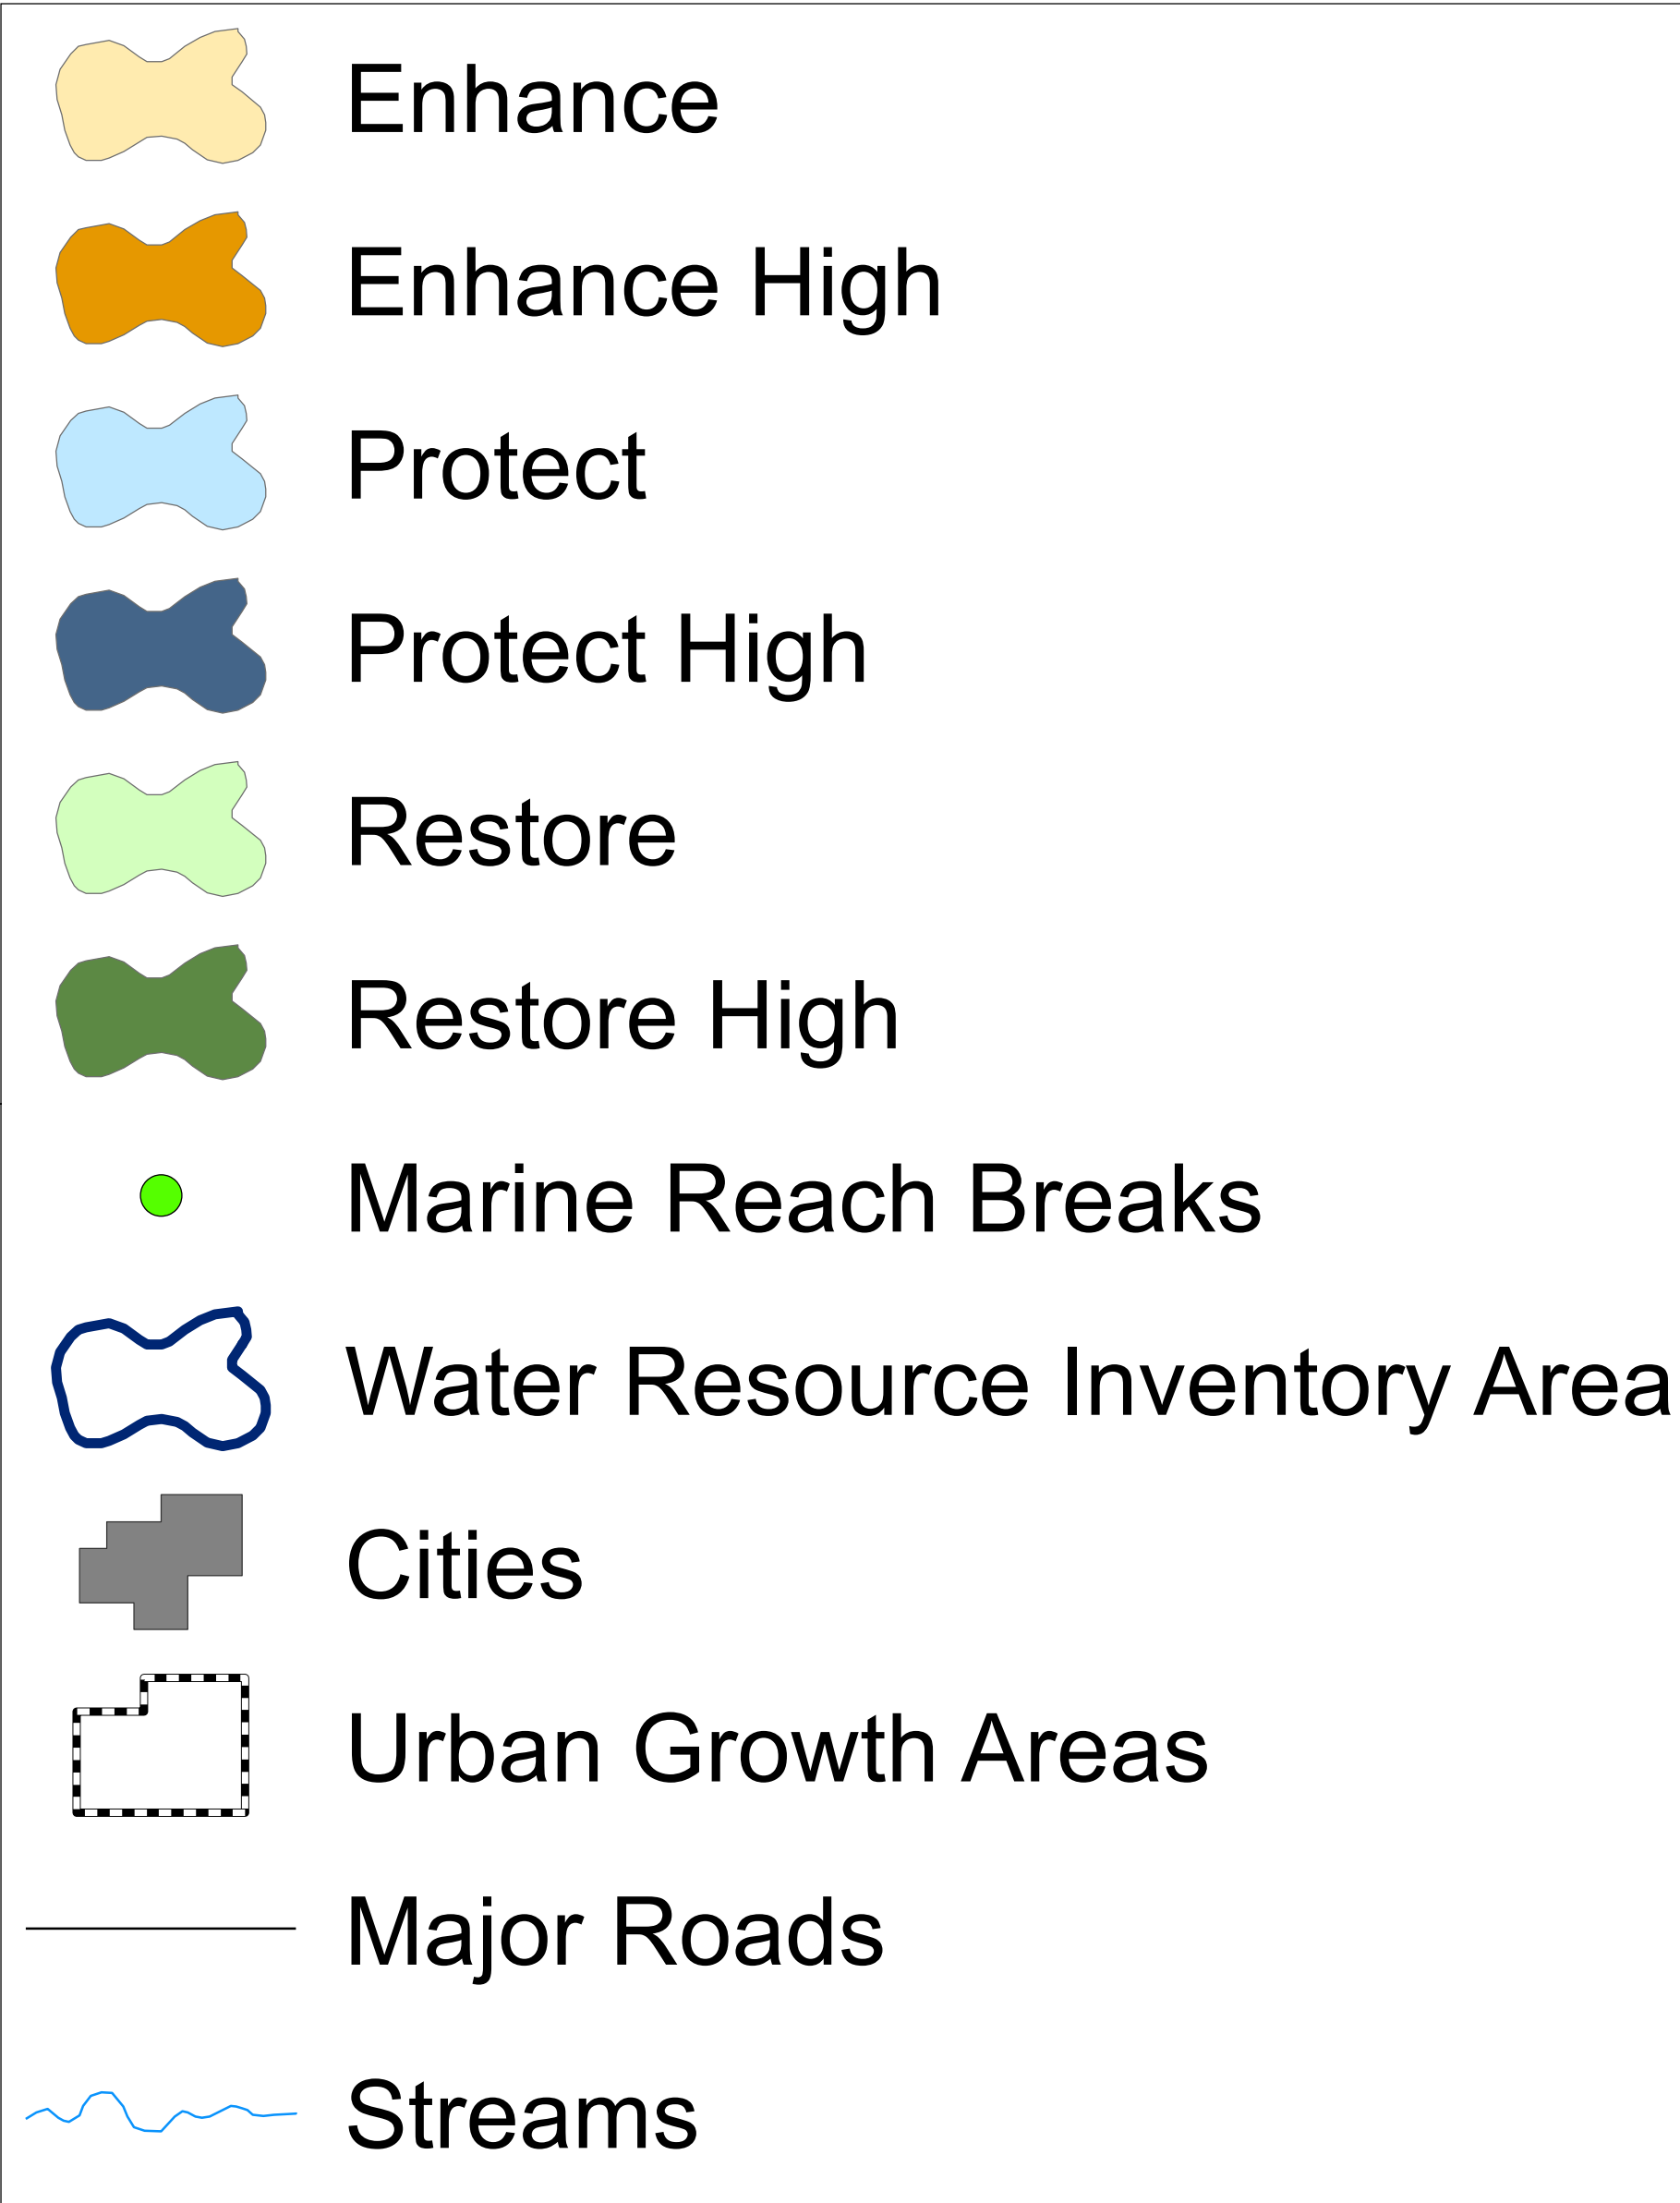 Enhance
Enhance High
Protect
Protect High
Restore
Restore High
Marine Reach Breaks
Water Resource Inventory Area
Cities
Urban Growth Areas
Major Roads
Streams